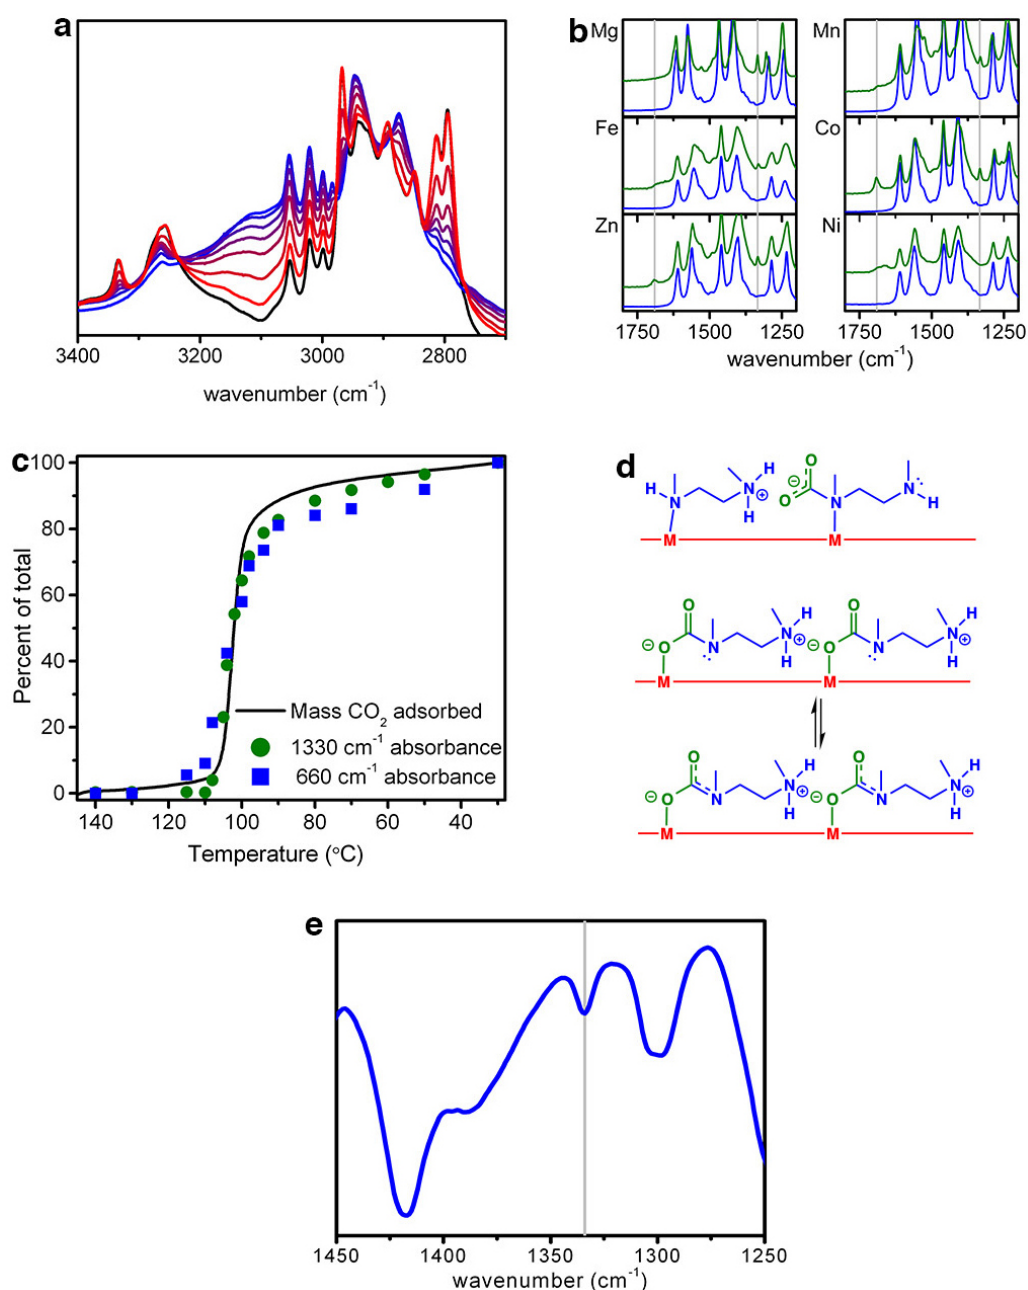 a
3400 3200 3000 2800
wavenumber (cm⁻¹)
b
Mg
Fe
Zn
Mn
Co
Ni
1750 1500 1250
1750 1500 1250
wavenumber (cm⁻¹)
c
100
80
60
40
20
0
Percent of total
Mass CO₂ adsorbed
1330 cm⁻¹ absorbance
660 cm⁻¹ absorbance
140 120 100 80 60 40
Temperature (°C)
d
H N N H H ⊕ ⊖ O O N N H
M M
O ⊖ O N N H H ⊕ O ⊖ O N N H H ⊕
M M
O ⊖ O N N H H ⊕ O ⊖ O N N H H ⊕
M M
e
1450 1400 1350 1300 1250
wavenumber (cm⁻¹)